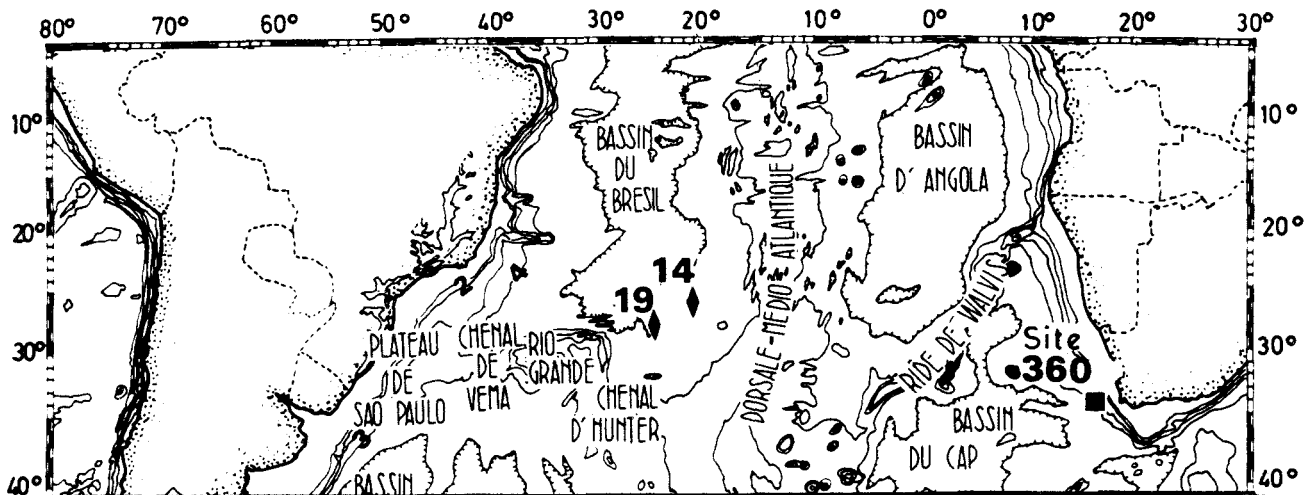 80° 70° 50° 40° 30° 20° 10° 0° 10° 20° 30°
10°
20°
30°
40°
10°
20°
30°
40°
BASSIN
DU
BRESIL
DORSALE-MEDIO ATLANTIQUE
BASSIN
D'ANGOLA
14
19
RIDE DE WALVIS
Site
360
PLATEAU
DÉ
SAO PAULO
CHENAL
DE
VEMA
RIO
GRANDE
CHENAL
D'HUNTER
BASSIN
DU CAP
BASSIN